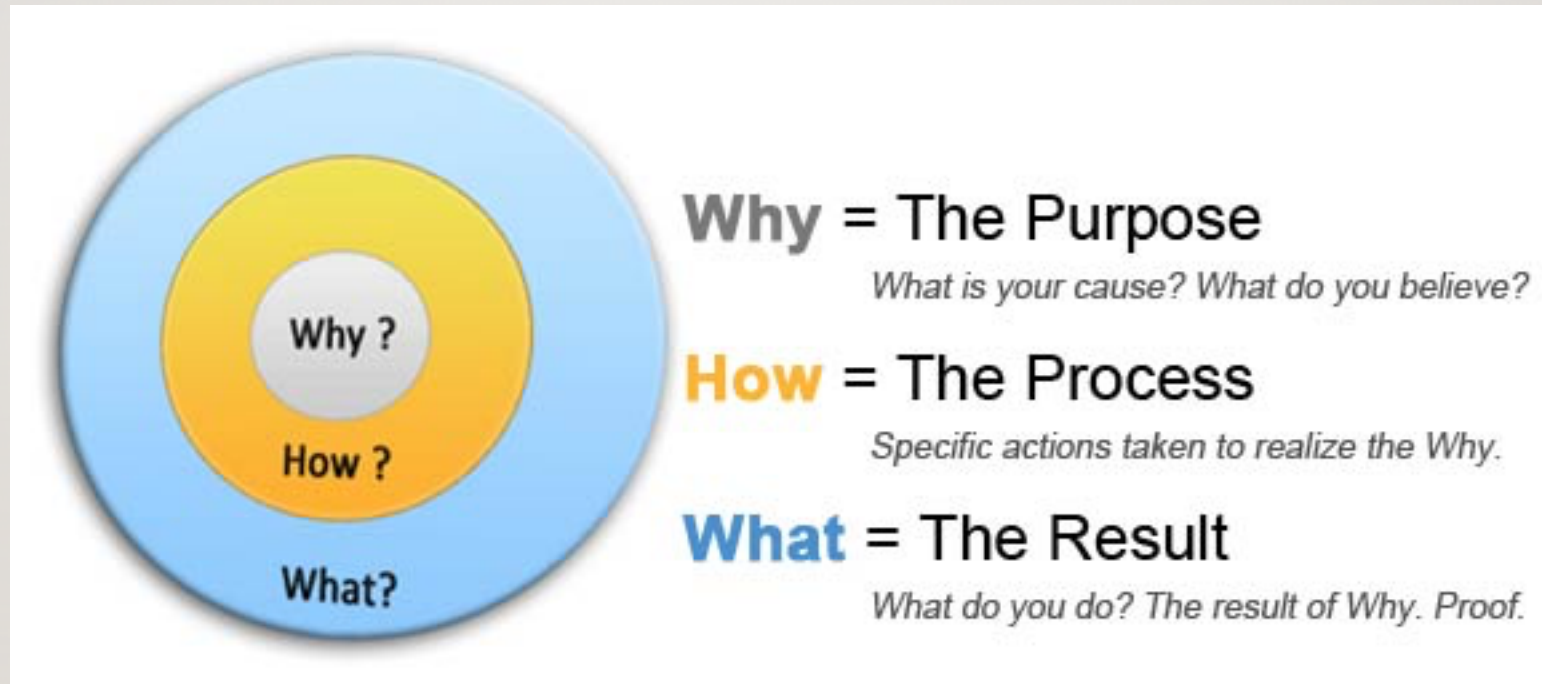 Why ?
How ?
What?
Why = The Purpose
What is your cause? What do you believe?
How = The Process
Specific actions taken to realize the Why.
What = The Result
What do you do? The result of Why. Proof.